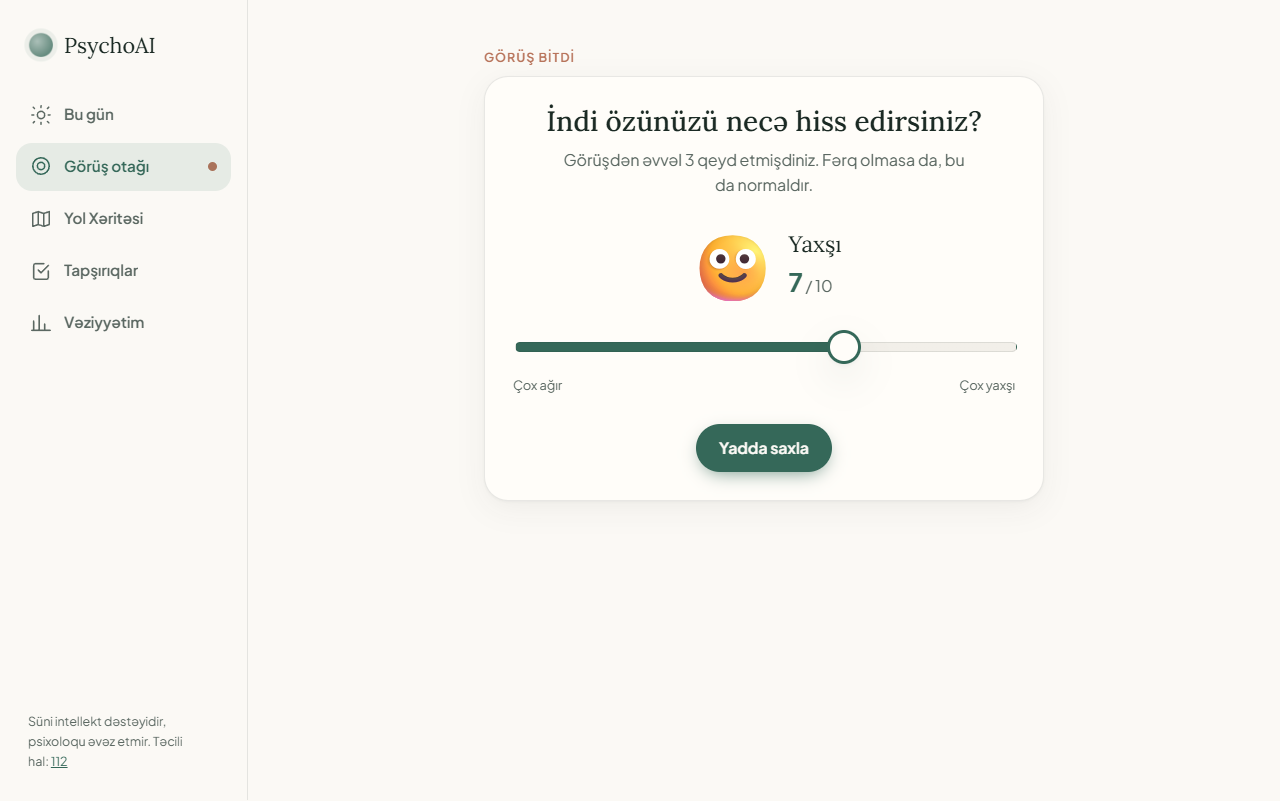 PsychoAI
Bu gün
Görüş otağı
Yol Xəritəsi
Tapşırıqlar
Vəziyyətim
Süni intellekt dəstəyidir,
psixoloqu əvəz etmir. Təcili
hal: 112
GÖRÜŞ BİTDİ
İndi özünüzü necə hiss edirsiniz?
Görüşdən əvvəl 3 qeyd etmişdiniz. Fərq olmasa da, bu
da normaldır.
Yaxşı
7 / 10
Çox ağır
Çox yaxşı
Yadda saxla